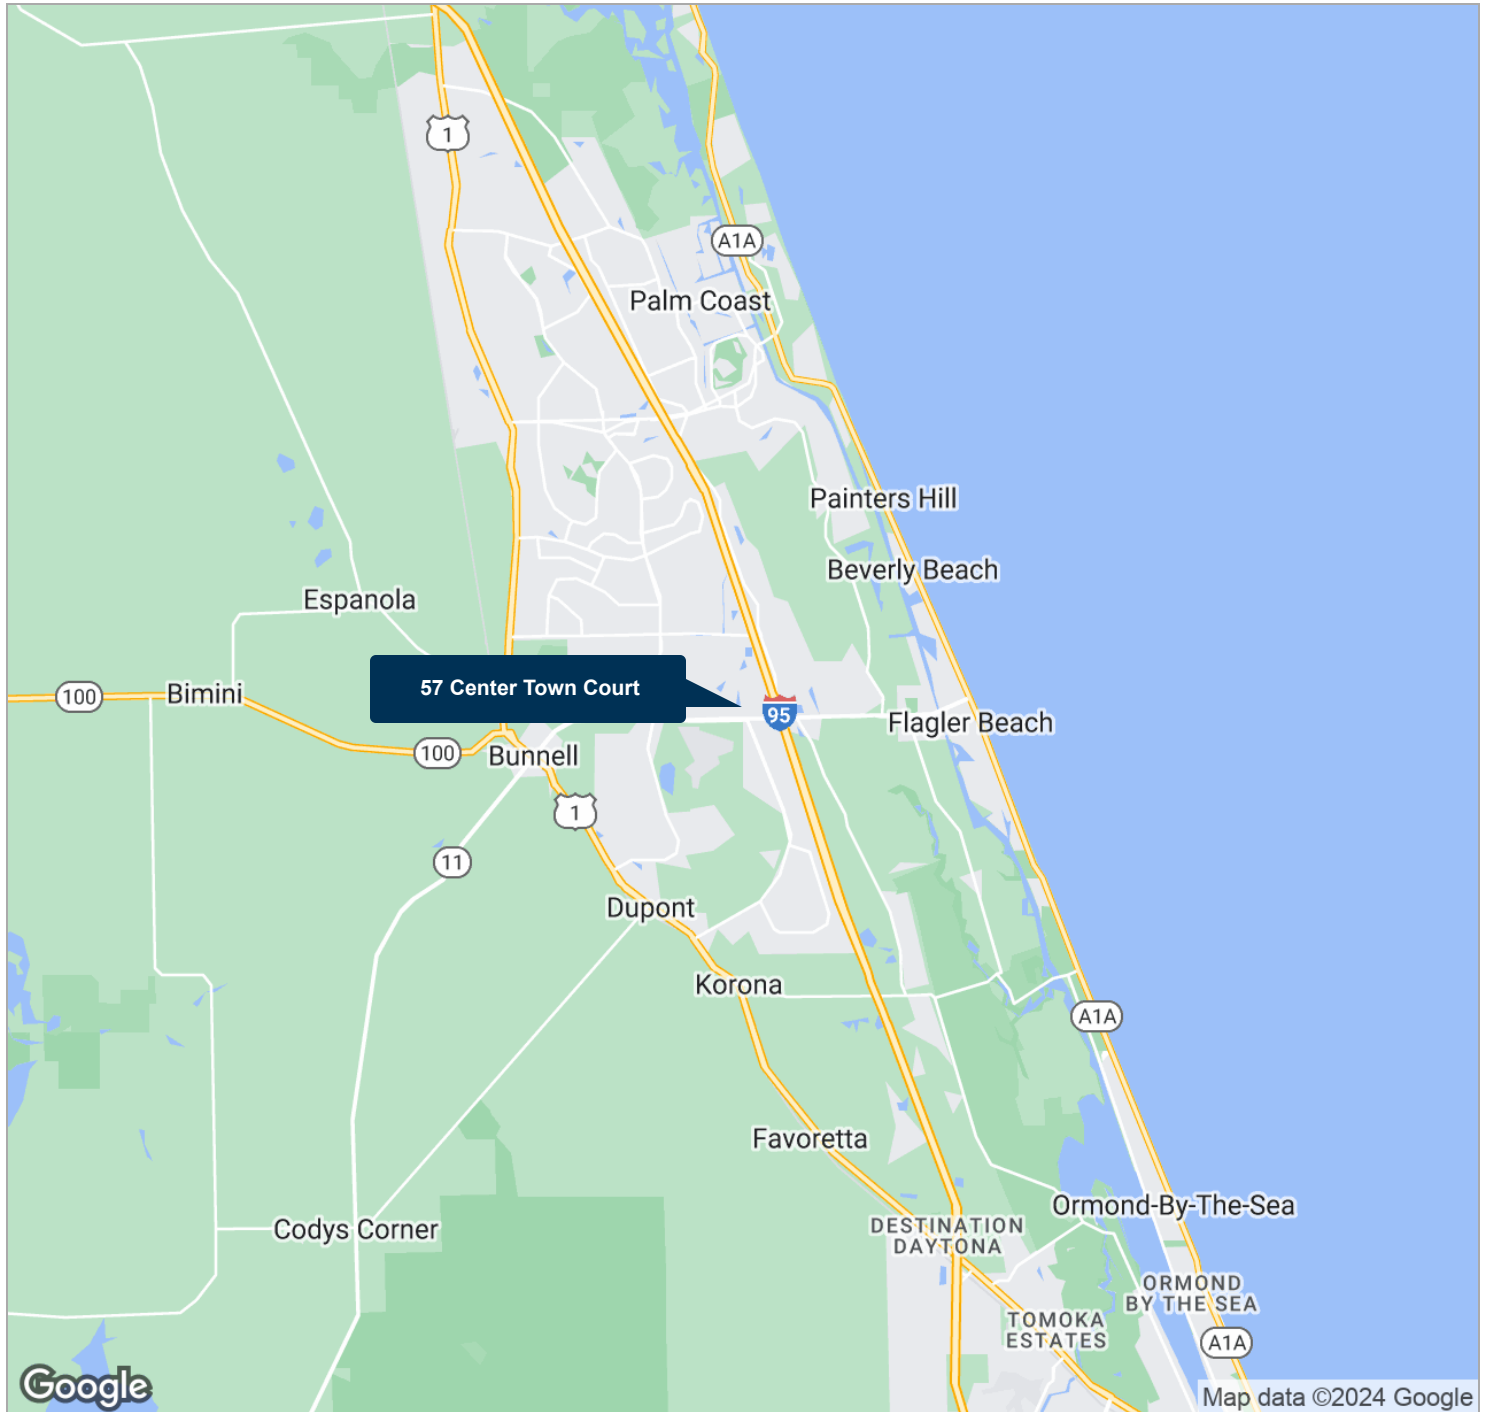 1
A1A
Palm Coast
Painters Hill
Beverly Beach
Espanola
57 Center Town Court
100
Bimini
95
Flagler Beach
100
Bunnell
1
11
Dupont
Korona
A1A
Favoretta
Ormond-By-The-Sea
Codys Corner
DESTINATION
DAYTONA
ORMOND
BY THE SEA
TOMOKA
ESTATES
A1A
Google
Map data ©2024 Google